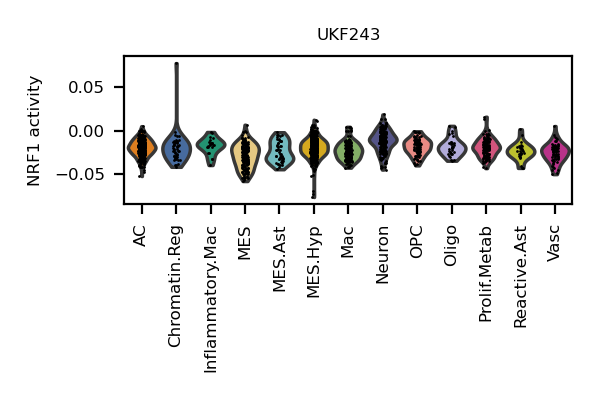 UKF243
NRF1 activity
0.05
0.00
−0.05
AC
Chromatin.Reg
Inflammatory.Mac
MES
MES.Ast
MES.Hyp
Mac
Neuron
OPC
Oligo
Prolif.Metab
Reactive.Ast
Vasc